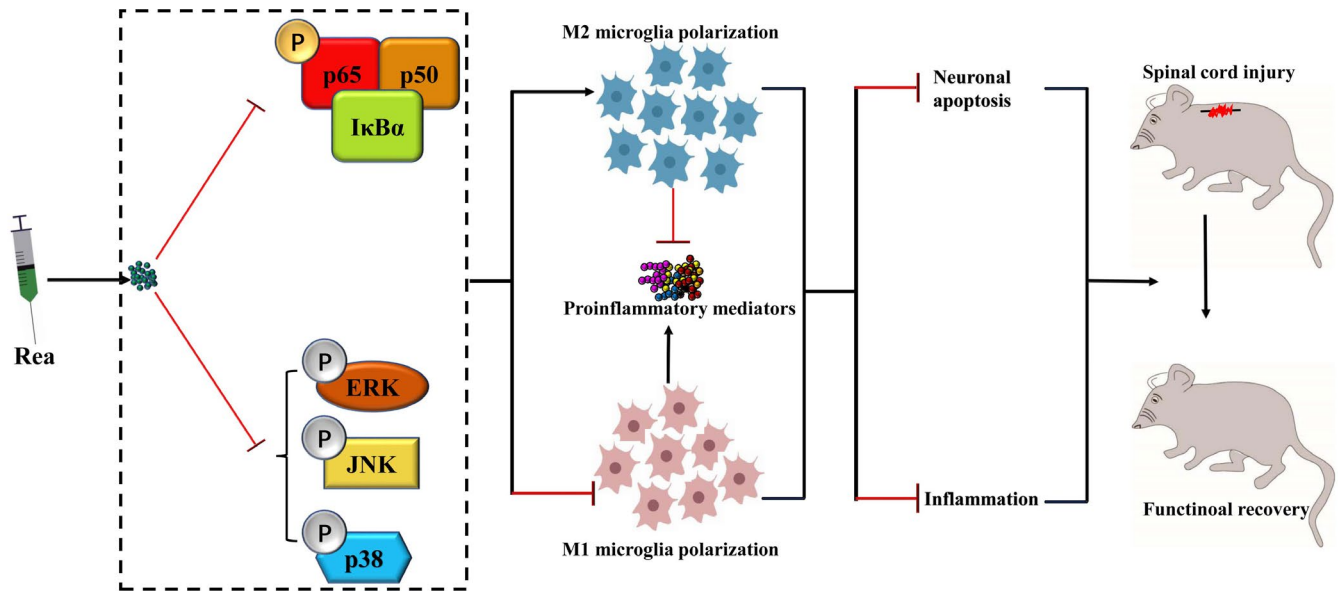 Rea
P
p65
p50
IκBα
P
ERK
P
JNK
P
p38
M2 microglia polarization
Proinflammatory mediators
M1 microglia polarization
Neuronal
apoptosis
Inflammation
Spinal cord injury
Functinoal recovery